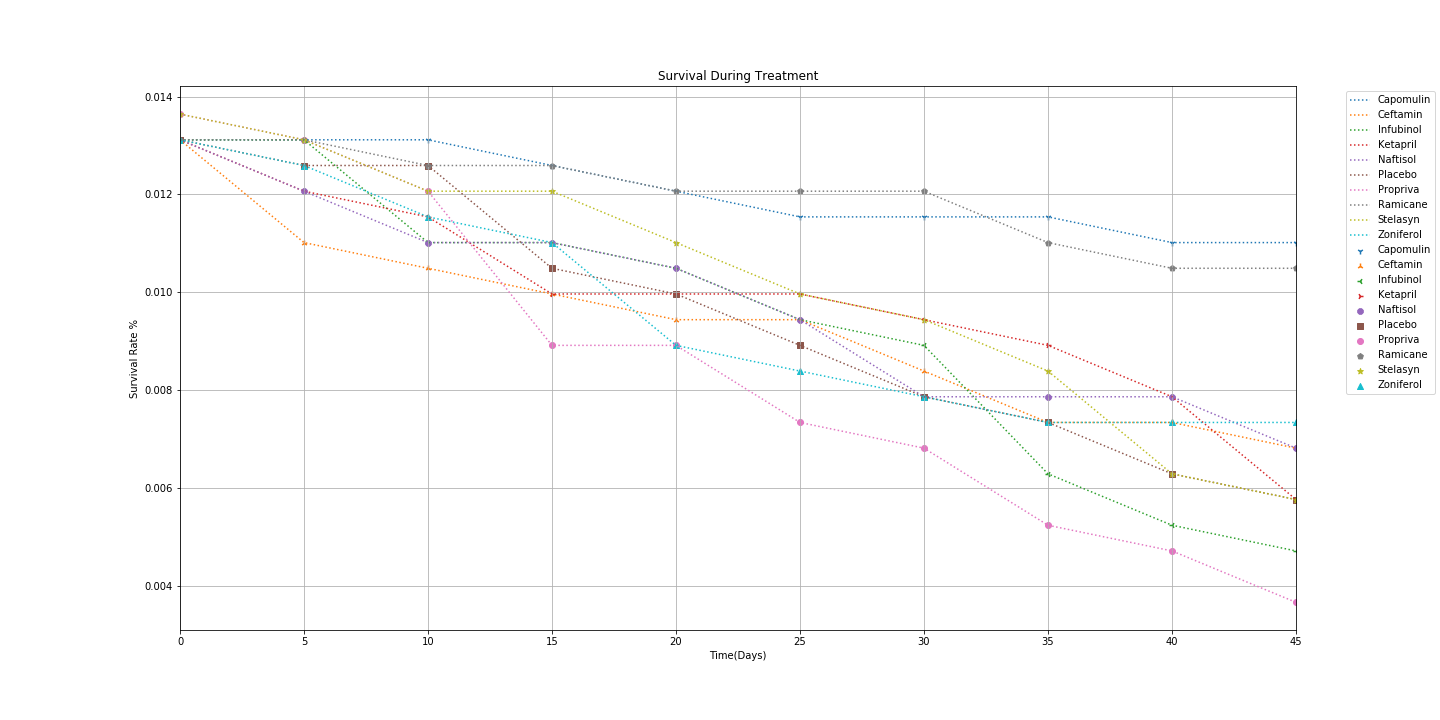 Survival During Treatment
0.014
0.012
0.010
0.008
0.006
0.004
Survival Rate %
0 5 10 15 20 25 30 35 40 45
Time(Days)
Capomulin
Ceftamin
Infubinol
Ketapril
Naftisol
Placebo
Propriva
Ramicane
Stelasyn
Zoniferol
Capomulin
Ceftamin
Infubinol
Ketapril
Naftisol
Placebo
Propriva
Ramicane
Stelasyn
Zoniferol